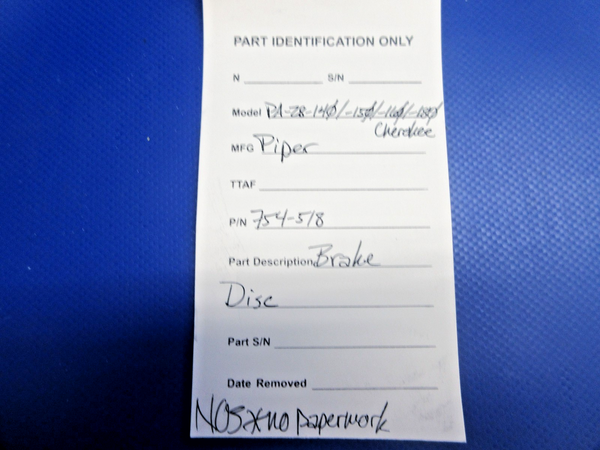 PART IDENTIFICATION ONLY
N S/N
Model PA-28-140/-150/-160/-180
Cherokee
MFG Piper
TTAF
P/N 754-518
Part Description Brake
Disc
Part S/N
Date Removed
NOS*no paperwork